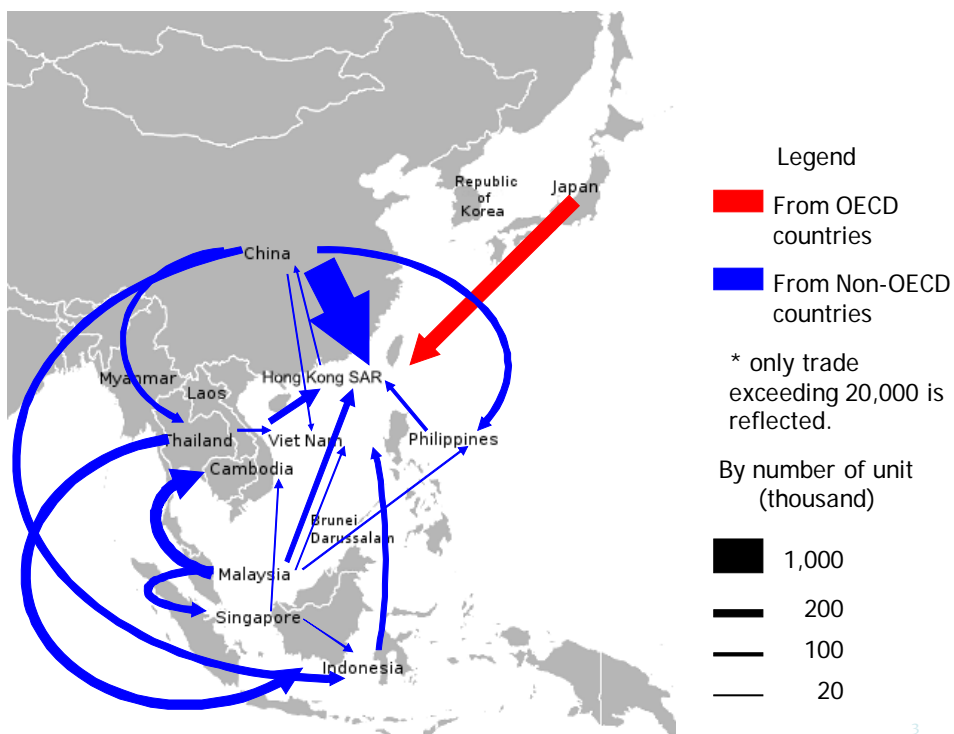 Republic
of
Korea
Japan
China
Myanmar
Laos
Hong Kong SAR
Thailand
Viet Nam
Philippines
Cambodia
Brunei
Darussalam
Malaysia
Singapore
Indonesia
Legend
From OECD
countries
From Non-OECD
countries
* only trade
exceeding 20,000 is
reflected.
By number of unit
(thousand)
1,000
200
100
20
3